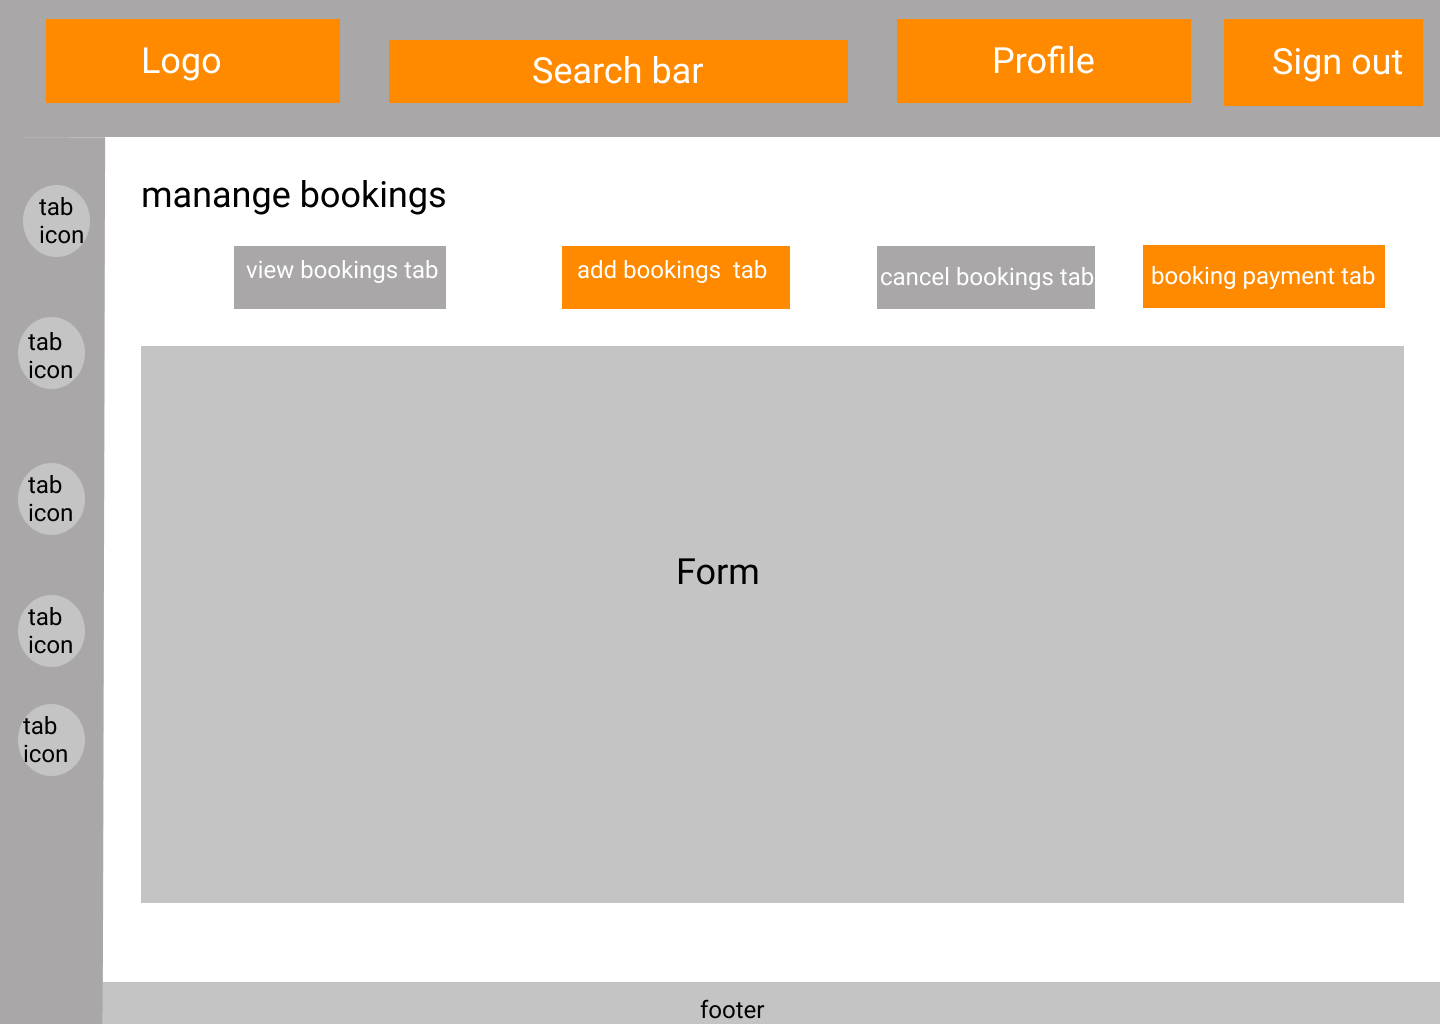 Logo
Search bar
Profile
Sign out
manange bookings
view bookings tab
add bookings  tab
cancel bookings tab
booking payment tab
tab
icon
tab
icon
tab
icon
tab
icon
tab
icon
Form
footer